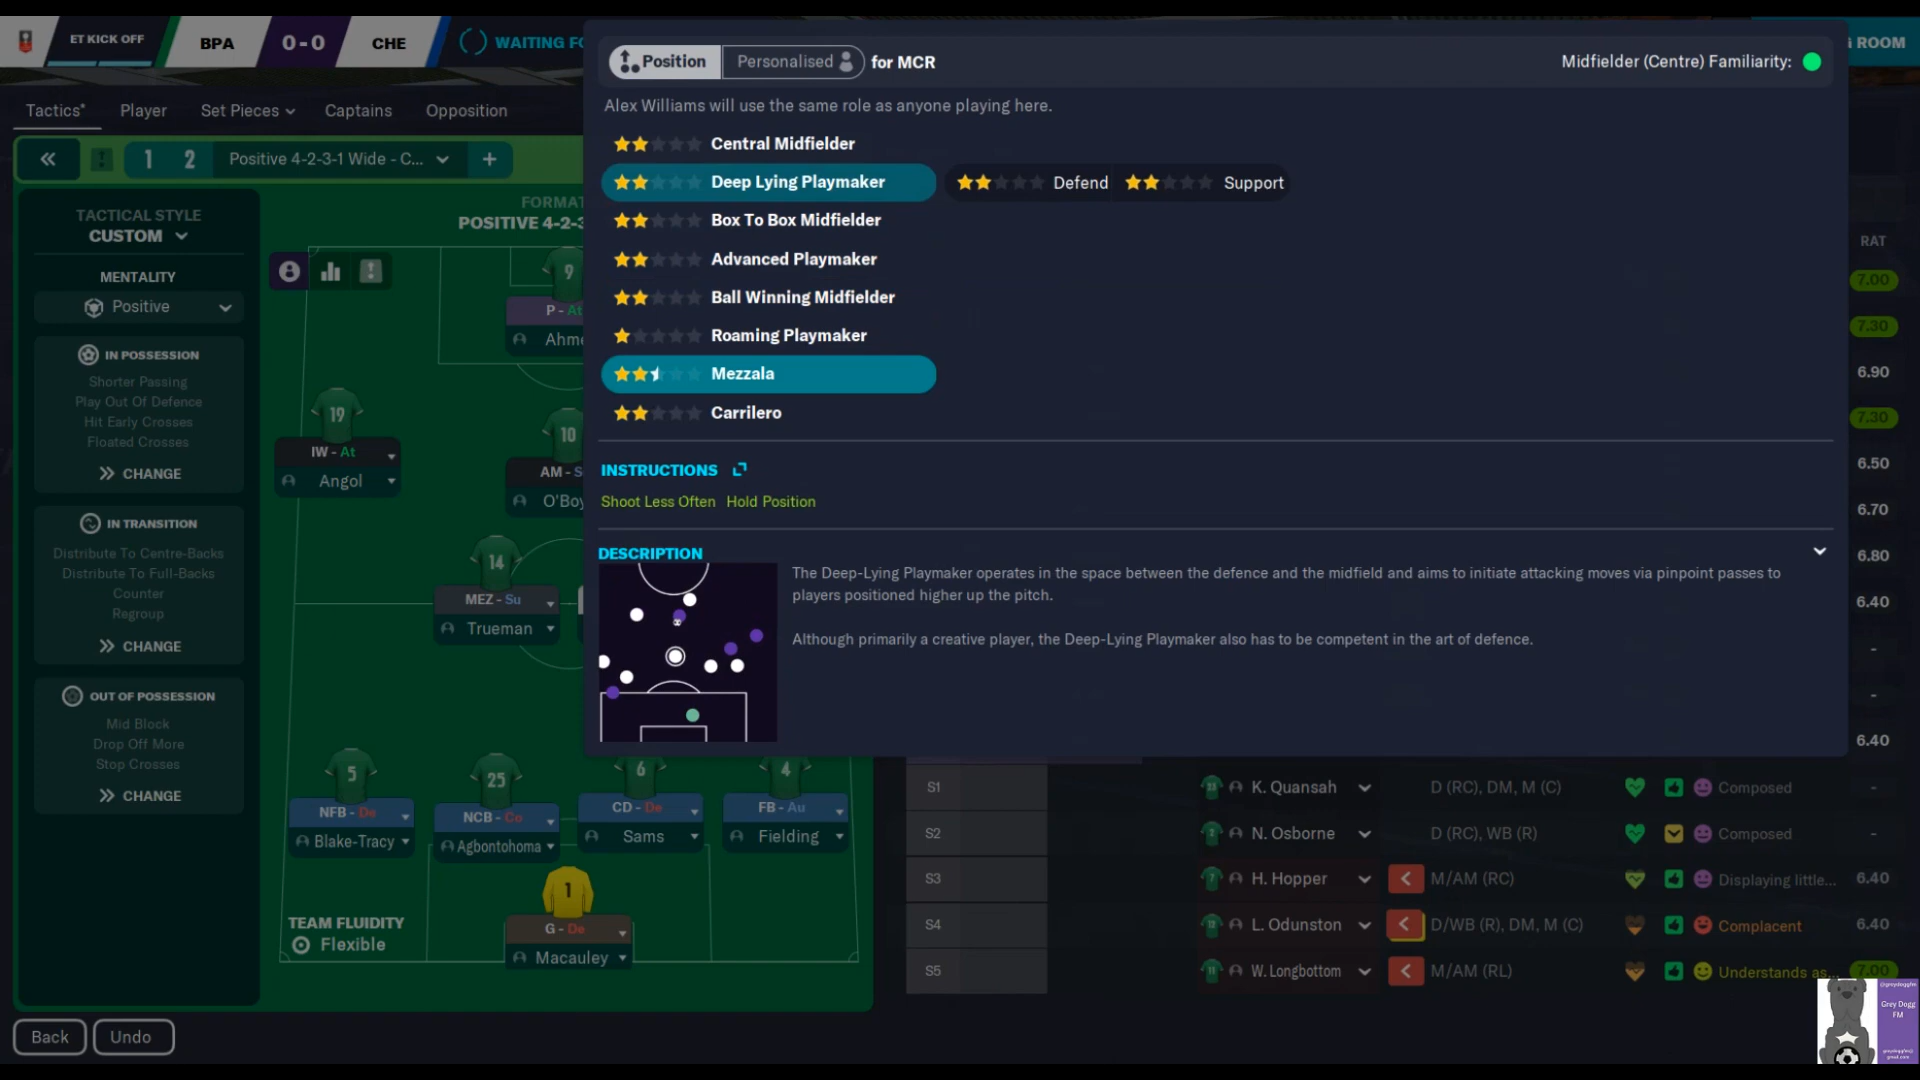 ET KICK OFF
BPA
0-0
CHE
WAITING FO
ROOM
Position
Personalised
for MCR
Midfielder (Centre) Familiarity:
Tactics*
Player
Set Pieces
Captains
Opposition
Alex Williams will use the same role as anyone playing here.
Central Midfielder
Deep Lying Playmaker
Defend
Support
Box To Box Midfielder
Advanced Playmaker
Ball Winning Midfielder
Roaming Playmaker
Mezzala
Carrilero
INSTRUCTIONS
Shoot Less Often Hold Position
DESCRIPTION
The Deep-Lying Playmaker operates in the space between the defence and the midfield and aims to initiate attacking moves via pinpoint passes to
players positioned higher up the pitch.
Although primarily a creative player, the Deep-Lying Playmaker also has to be competent in the art of defence.
1
2
Positive 4-2-3-1 Wide - C...
TACTICAL STYLE
CUSTOM
MENTALITY
Positive
IN POSSESSION
Shorter Passing
Play Out Of Defence
Hit Early Crosses
Floated Crosses
CHANGE
IN TRANSITION
Distribute To Centre-Backs
Distribute To Full-Backs
Counter
Regroup
CHANGE
OUT OF POSSESSION
Mid Block
Drop Off More
Stop Crosses
CHANGE
FORMAT
POSITIVE 4-2-3
9
P - At
Ahme
19
IW - At
Angol
10
AM - S
O'Boy
14
MEZ - Su
Trueman
5
NFB - De
Blake-Tracy
25
NCB - Co
Agbontohoma
6
CD - De
Sams
4
FB - Au
Fielding
1
G - De
Macauley
TEAM FLUIDITY
Flexible
RAT
7.00
7.30
6.90
7.30
6.50
6.70
6.80
6.40
-
-
6.40
S1
K. Quansah
D (RC), DM, M (C)
Composed
-
S2
N. Osborne
D (RC), WB (R)
Composed
-
S3
H. Hopper
M/AM (RC)
Displaying little...
6.40
S4
L. Odunston
D/WB (R), DM, M (C)
Complacent
6.40
S5
W. Longbottom
M/AM (RL)
Understands as...
7.00
Back
Undo
Grey Dogg
FM